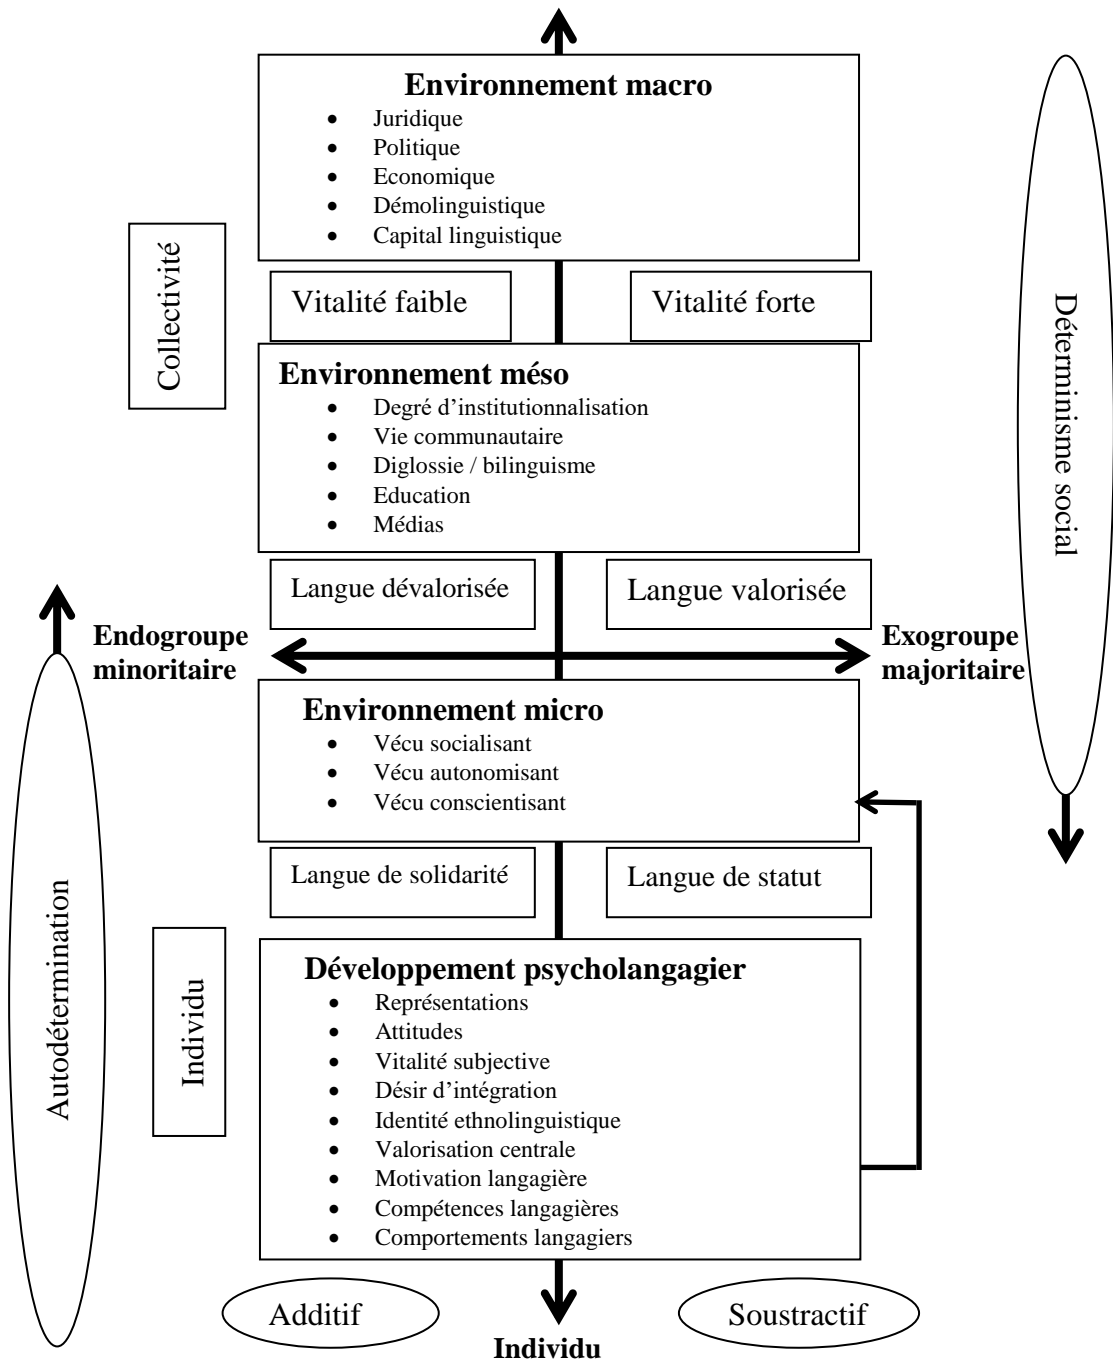 Environnement macro
Juridique
Politique
Economique
Démolinguistique
Capital linguistique
Collectivité
Vitalité faible
Vitalité forte
Déterminisme social
Environnement méso
Degré d'institutionnalisation
Vie communautaire
Diglossie / bilinguisme
Education
Médias
Langue dévalorisée
Langue valorisée
Endogroupe
minoritaire
Exogroupe
majoritaire
Environnement micro
Vécu socialisant
Vécu autonomisant
Vécu conscientisant
Langue de solidarité
Langue de statut
Autodétermination
Individu
Développement psycholangagier
Représentations
Attitudes
Vitalité subjective
Désir d'intégration
Identité ethnolinguistique
Valorisation centrale
Motivation langagière
Compétences langagières
Comportements langagiers
Additif
Soustractif
Individu